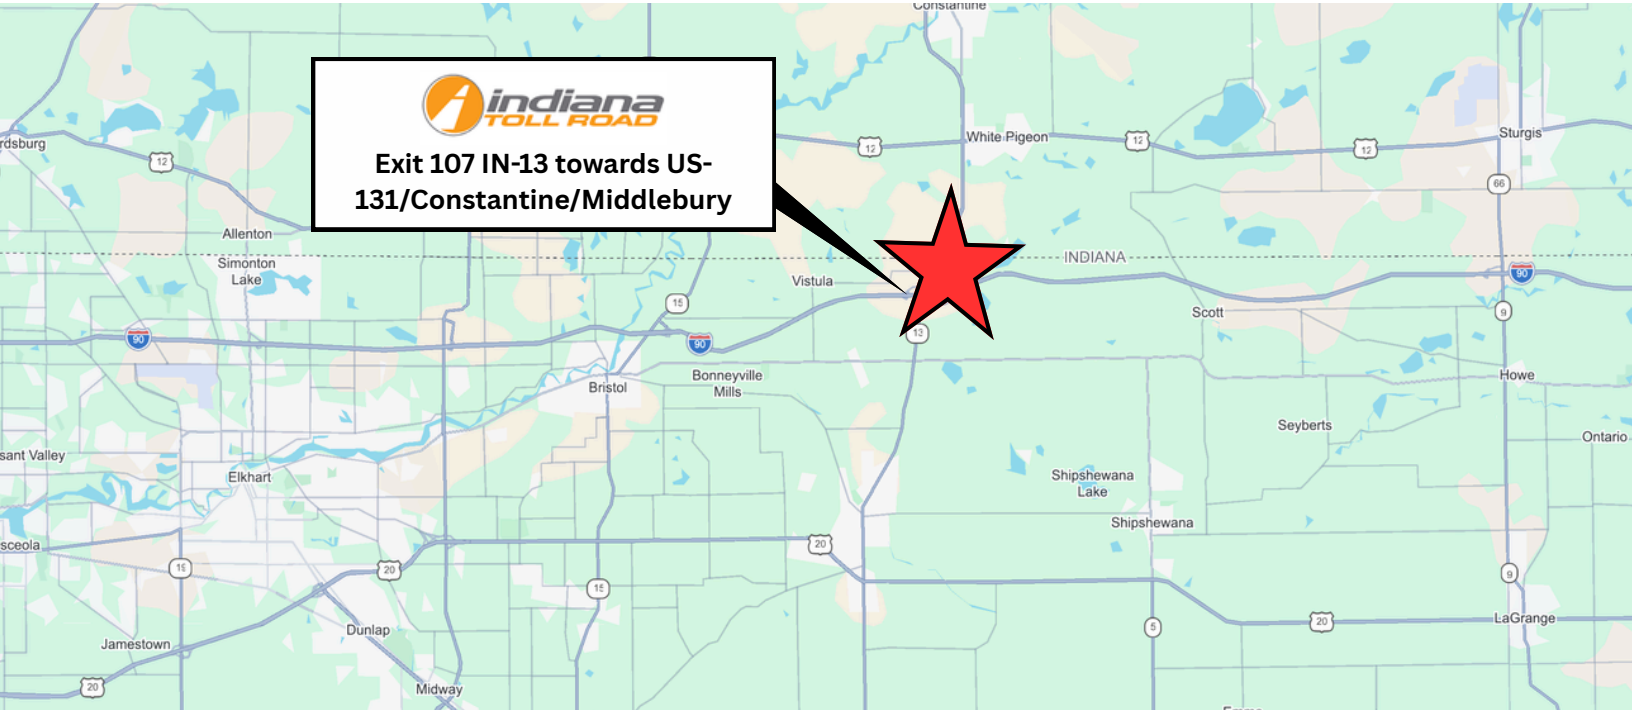 Constantine
indiana
TOLL ROAD
Exit 107 IN-13 towards US-
131/Constantine/Middlebury
12
White Pigeon
12
12
Sturgis
rdsburg
12
66
Allenton
Simonton
Lake
INDIANA
Vistula
90
15
Scott
9
13
90
90
Bonneyville
Mills
Howe
Bristol
Seyberts
Ontario
sant Valley
Elkhart
Shipshewana
Lake
Shipshewana
sceola
20
19
20
15
9
LaGrange
20
5
Dunlap
Jamestown
20
Midway